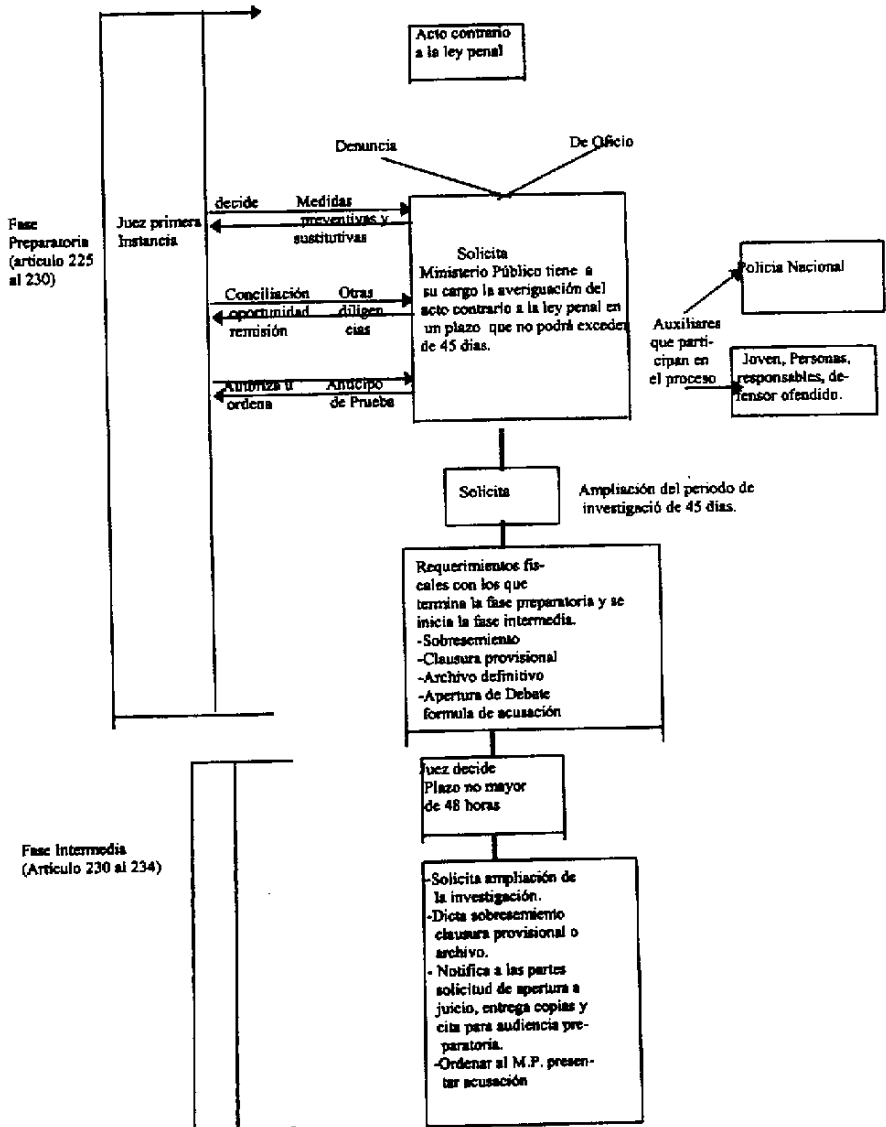 Acto contrario
a la ley penal
Denuncia
De Oficio
Fase
Preparatoria
(articulo 225
al 230)
Juez primera
Instancia
decide Medidas
preventivas y
sustitutivas
Conciliación Otras
oportunidad diligen
remisión cias
Autoriza u Anticipo
ordena de Prueba
Solicita
Ministerio Público tiene a
su cargo la averiguación del
acto contrario a la ley penal en
un plazo que no podrá exceder
de 45 dias.
Auxiliares
que parti-
cipan en
el proceso
Policia Nacional
Joven, Personas,
responsables, de-
fensor ofendido.
Solicita
Ampliación del periodo de
investigació de 45 dias.
Requerimientos fis-
cales con los que
termina la fase preparatoria y se
inicia la fase intermedia.
-Sobresemiento
-Clausura provisional
-Archivo definitivo
-Apertura de Debate
formula de acusación
Juez decide
Plazo no mayor
de 48 horas
Fase Intermedia
(Artículo 230 al 234)
-Solicita ampliación de
la investigación.
-Dicta sobresemiento
clausura provisional o
archivo.
- Notifica a las partes
solicitud de apertura a
juicio, entrega copias y
cita para audiencia pre-
paratoria.
-Ordenar al M.P. presen-
tar acusación